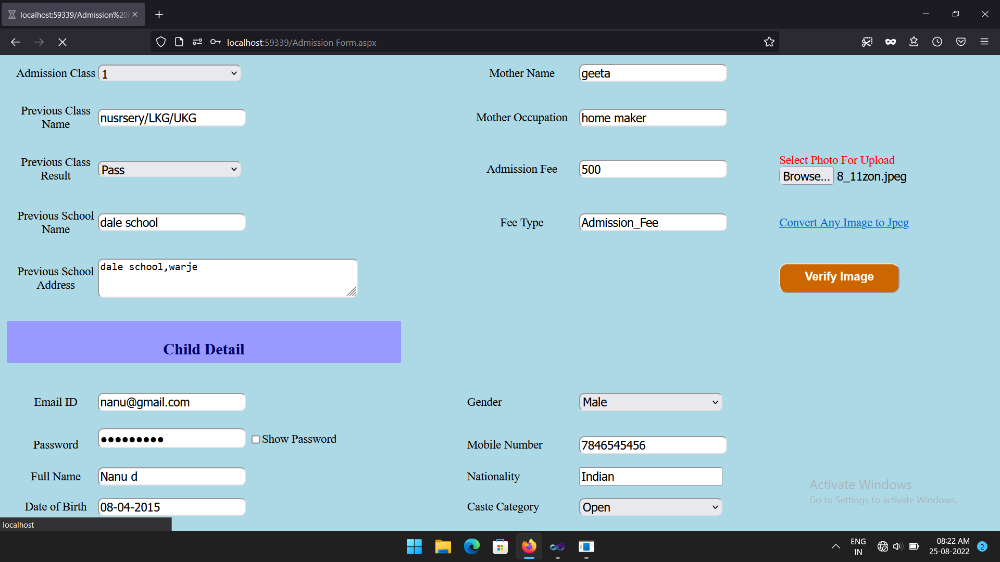 localhost:59339/Admission%20F
localhost:59339/Admission Form.aspx
Admission Class 1
Mother Name geeta
Previous Class
Name
nusrsery/LKG/UKG
Mother Occupation home maker
Previous Class
Result
Pass
Admission Fee 500
Select Photo For Upload
Browse... 8_11zon.jpeg
Previous School
Name
dale school
Fee Type Admission_Fee
Convert Any Image to Jpeg
Previous School
Address
dale school,warje
Verify Image
Child Detail
Email ID nanu@gmail.com
Gender Male
Password
Show Password
Mobile Number 7846545456
Full Name Nanu d
Nationality Indian
Date of Birth 08-04-2015
Caste Category Open
Activate Windows
Go to Settings to activate Windows.
localhost
ENG
IN
08:22 AM
25-08-2022
2